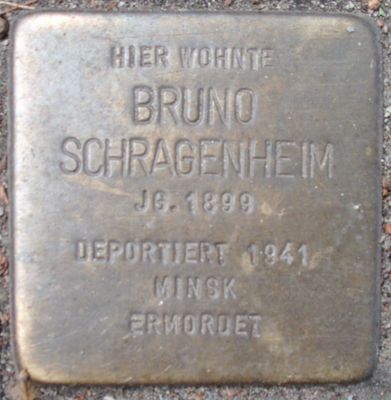 HIER WOHNTE
BRUNO
SCHRAGENHEIM
JG. 1899
DEPORTIERT 1941
MINSK
ERMORDET